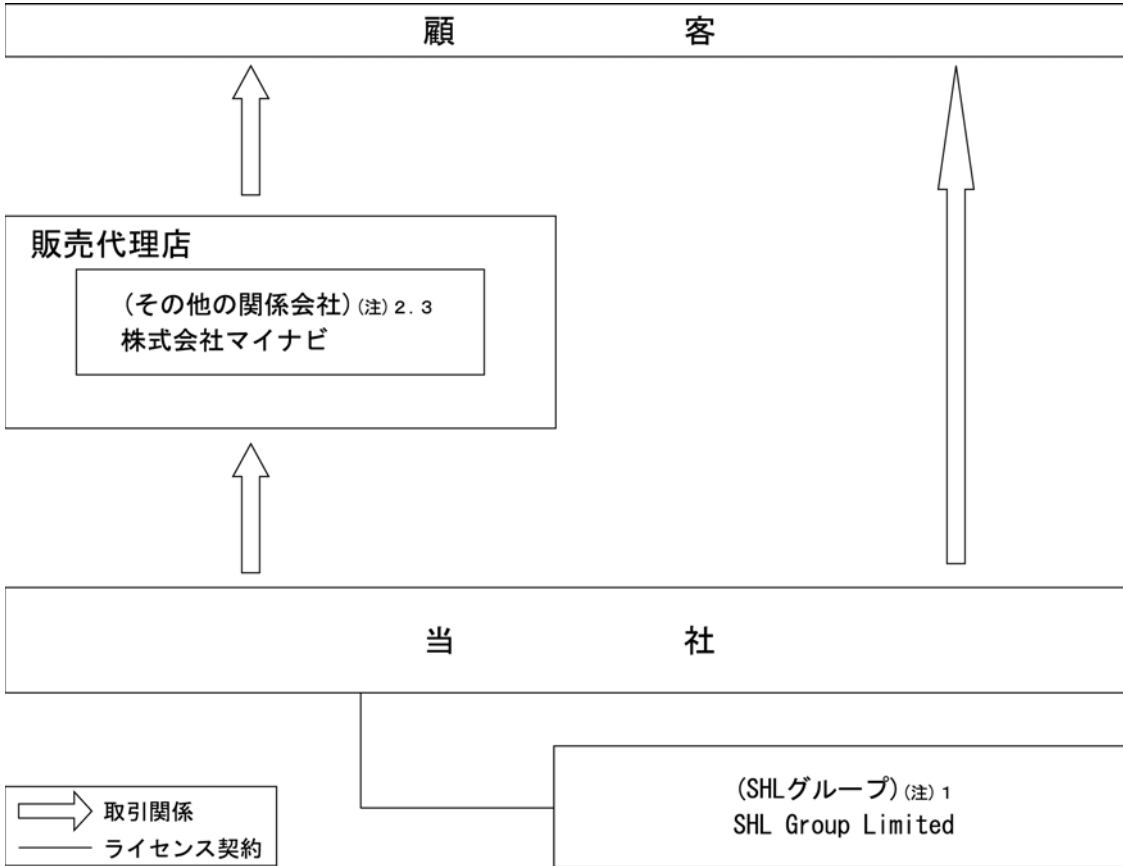 顧 客
販売代理店
(その他の関係会社)(注)2.3
株式会社マイナビ
当 社
(SHLグループ)(注)1
SHL Group Limited
取引関係
ライセンス契約